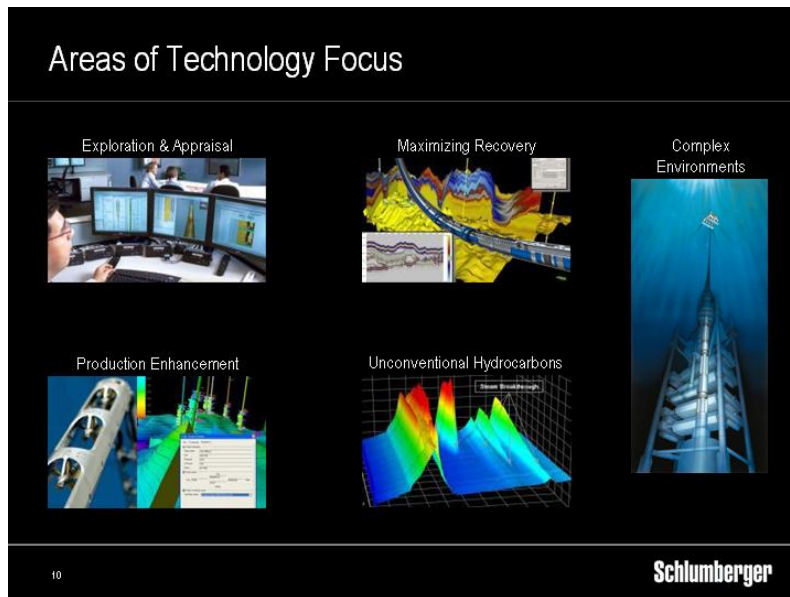 Areas of Technology Focus
Exploration & Appraisal
Maximizing Recovery
Complex
Environments
Production Enhancement
Unconventional Hydrocarbons
Steam Breakthrough
10
Schlumberger